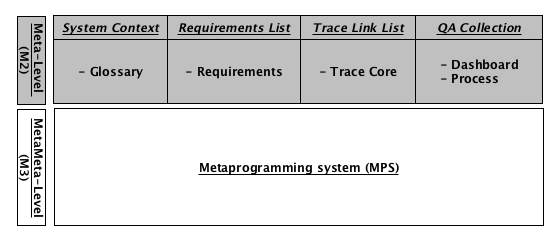 Meta-Level
(M2)
System Context
Requirements List
Trace Link List
QA Collection
- Glossary
- Requirements
- Trace Core
- Dashboard
- Process
MetaMeta-Level
(M3)
Metaprogramming system (MPS)